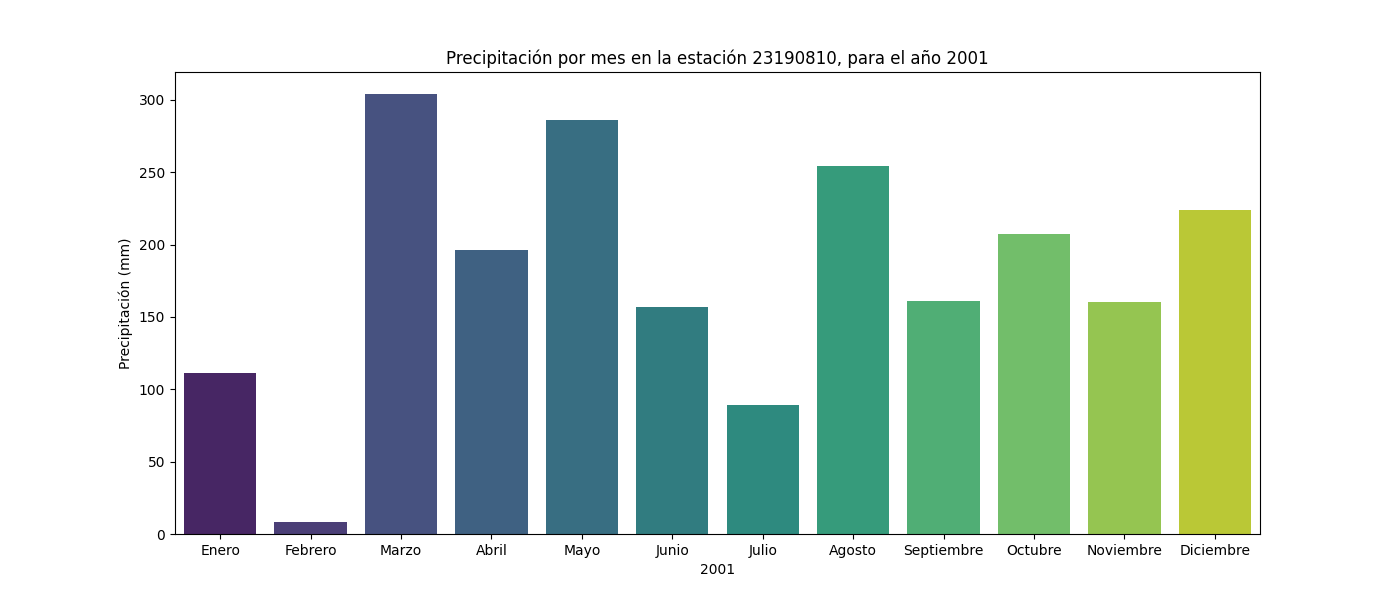 Precipitación por mes en la estación 23190810, para el año 2001
Precipitación (mm)
300
250
200
150
100
50
0
Enero Febrero Marzo Abril Mayo Junio Julio Agosto Septiembre Octubre Noviembre Diciembre
2001